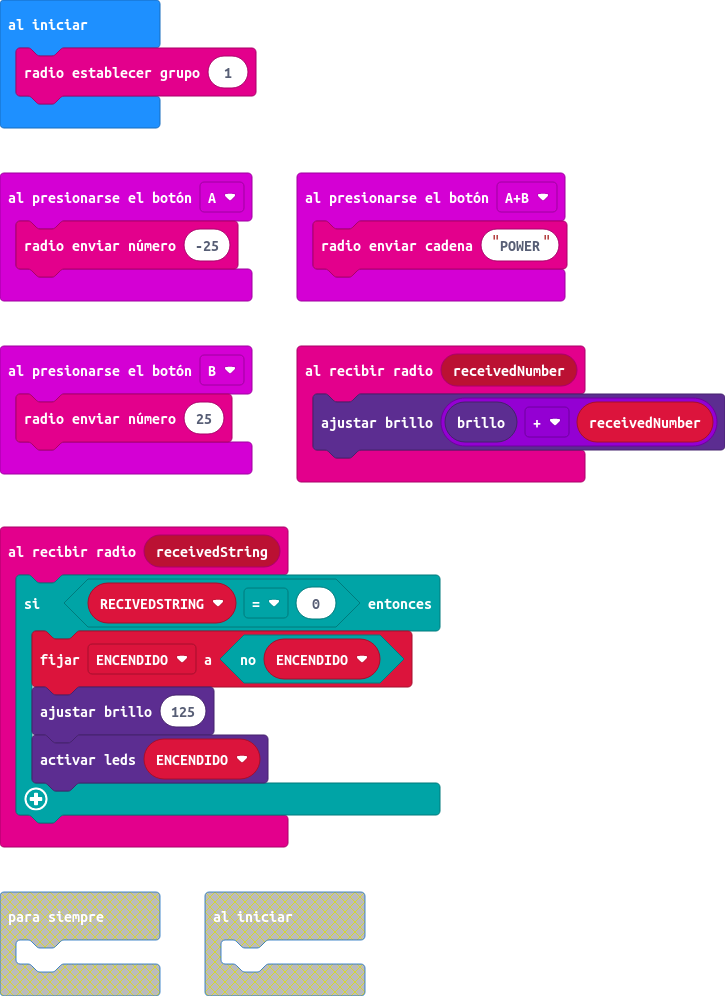 al iniciar
radio establecer grupo 1
al presionarse el botón A
radio enviar número -25
al presionarse el botón A+B
radio enviar cadena "POWER"
al presionarse el botón B
radio enviar número 25
al recibir radio receivedNumber
ajustar brillo brillo + receivedNumber
al recibir radio receivedString
si RECIVEDSTRING = 0 entonces
fijar ENCENDIDO a no ENCENDIDO
ajustar brillo 125
activar leds ENCENDIDO
para siempre
al iniciar